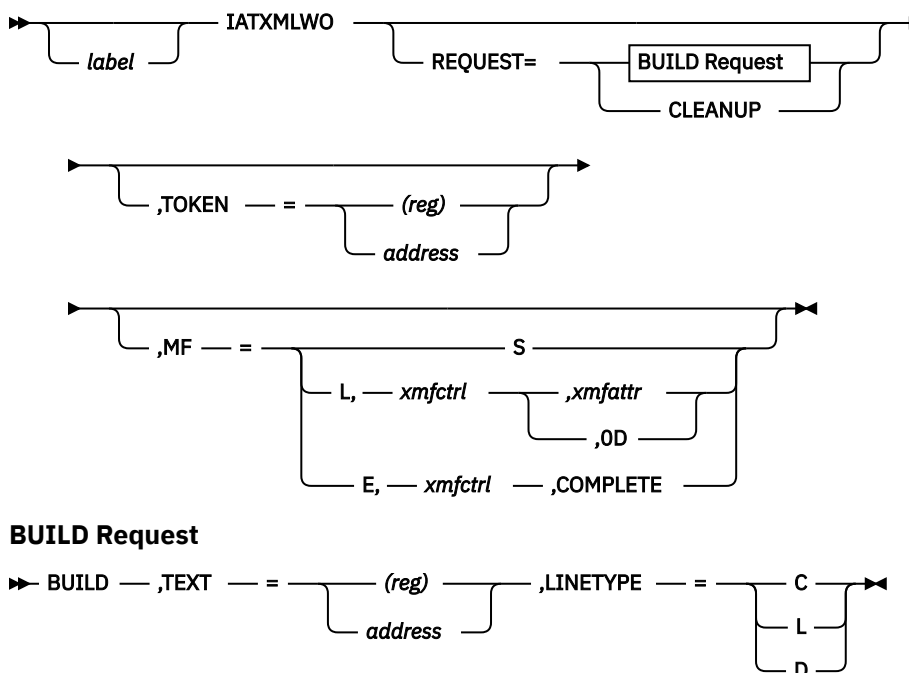 IATXMLWO
label REQUEST= BUILD Request
CLEANUP
,TOKEN = (reg)
address
,MF = S
L, xmfctrl ,xmfattr
,0D
E, xmfctrl ,COMPLETE
BUILD Request
BUILD ,TEXT = (reg) ,LINETYPE = C
address L
D